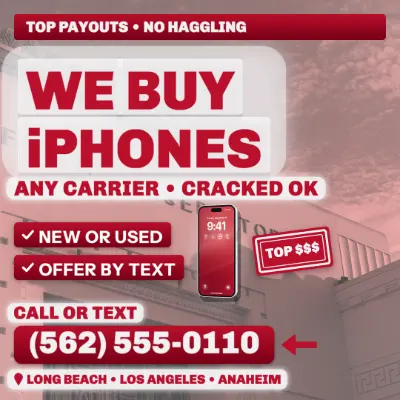 TOP PAYOUTS • NO HAGGLING
WE BUY
iPHONES
ANY CARRIER • CRACKED OK
NEW OR USED
9:41
TOP $$$
OFFER BY TEXT
CALL OR TEXT
(562) 555-0110
LONG BEACH • LOS ANGELES • ANAHEIM